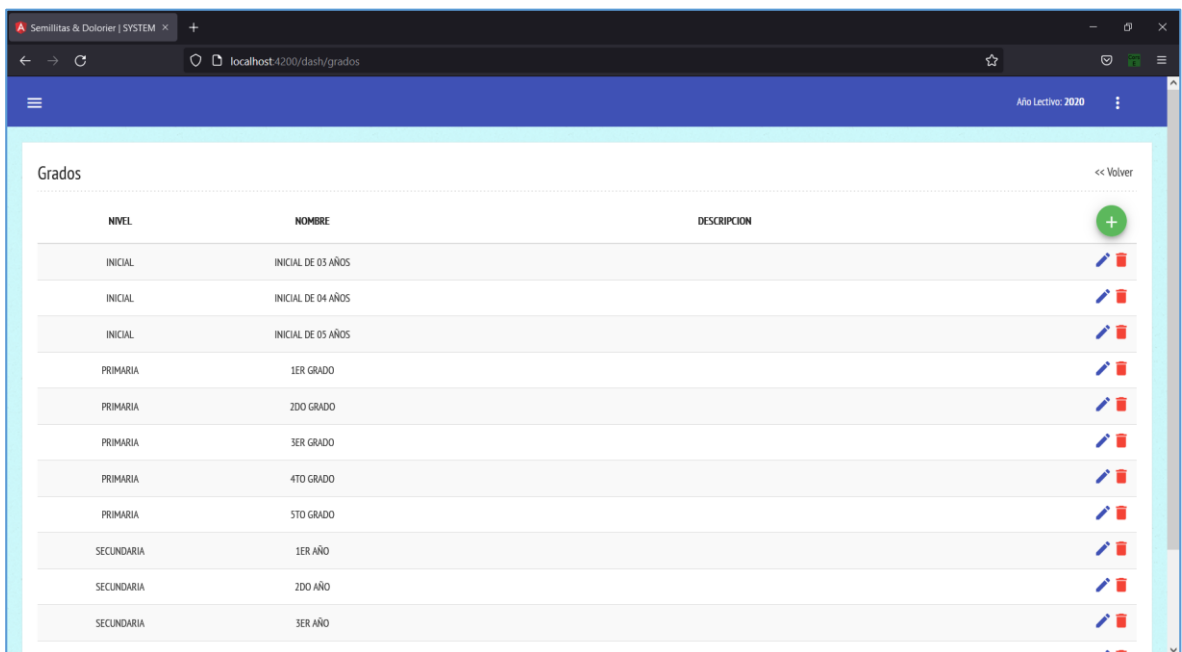 Semillitas & Dolorier | SYSTEM
localhost:4200/dash/grados
Año Lectivo: 2020
Grados
<< Volver
NIVEL NOMBRE DESCRIPCION
INICIAL INICIAL DE 03 AÑOS
INICIAL INICIAL DE 04 AÑOS
INICIAL INICIAL DE 05 AÑOS
PRIMARIA 1ER GRADO
PRIMARIA 2DO GRADO
PRIMARIA 3ER GRADO
PRIMARIA 4TO GRADO
PRIMARIA 5TO GRADO
SECUNDARIA 1ER AÑO
SECUNDARIA 2DO AÑO
SECUNDARIA 3ER AÑO